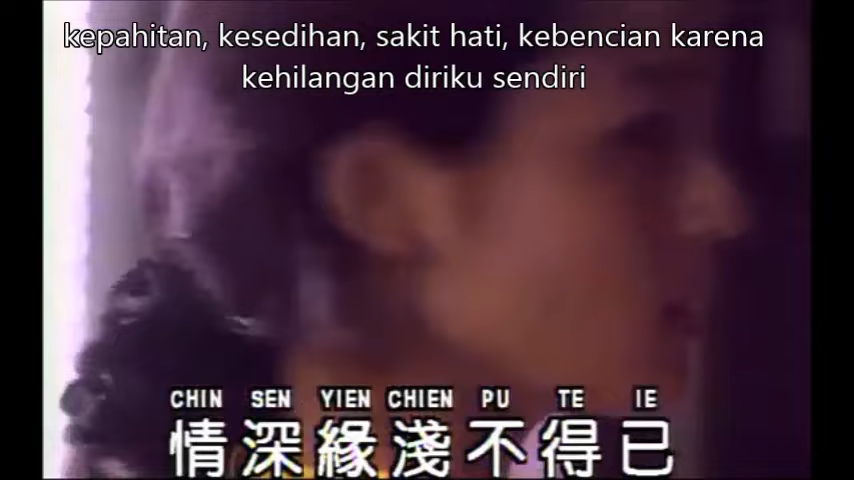 kepahitan, kesedihan, sakit hati, kebencian karena
kehilangan diriku sendiri
CHIN SEN YIEN CHIEN PU TE IE
情深緣淺不得已